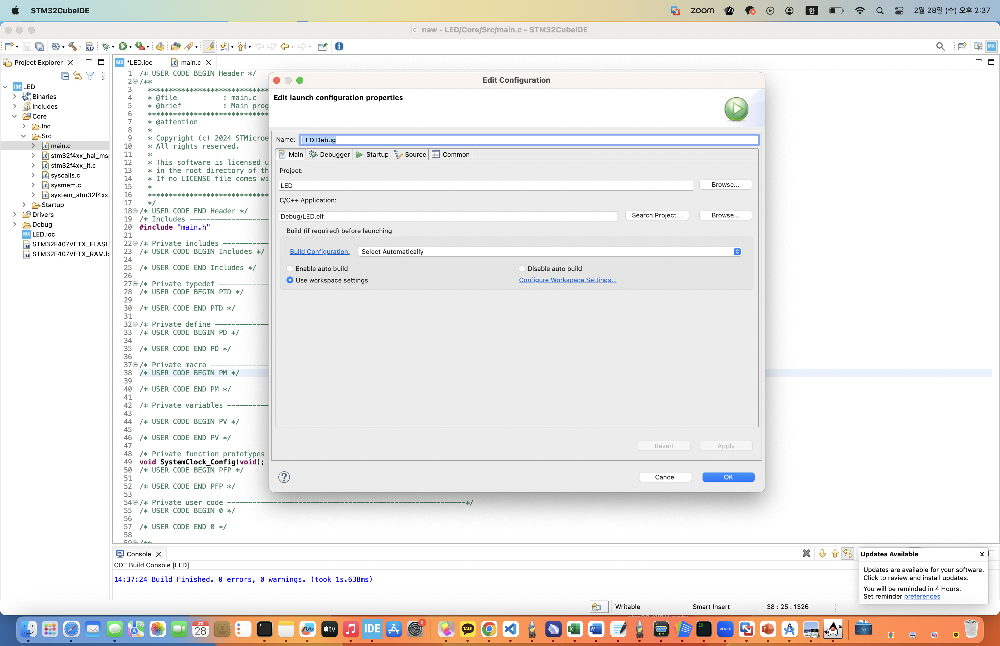 STM32CubeIDE
zoom
한
2월 28일 (수) 오후 2:37
new - LED/Core/Src/main.c - STM32CubeIDE
Project Explorer
LED
Binaries
Includes
Core
Inc
Src
main.c
stm32f4xx_hal_msp
stm32f4xx_it.c
syscalls.c
sysmem.c
system_stm32f4xx.
Startup
Drivers
Debug
LED.ioc
STM32F407VETX_FLASH
STM32F407VETX_RAM.ld
*LED.ioc
main.c
1 /* USER CODE BEGIN Header */
2 /**
3 ******************************
4 * @file : main.c
5 * @brief : Main prog
6 ******************************
7 * @attention
8 *
9 * Copyright (c) 2024 STMicroe
10 * All rights reserved.
11 *
12 * This software is licensed u
13 * in the root directory of th
14 * If no LICENSE file comes wi
15 *
16 ******************************
17 */
18 /* USER CODE END Header */
19 /* Includes -------------------
20 #include "main.h"
21
22 /* Private includes -----------
23 /* USER CODE BEGIN Includes */
24
25 /* USER CODE END Includes */
26
27 /* Private typedef ------------
28 /* USER CODE BEGIN PTD */
29
30 /* USER CODE END PTD */
31
32 /* Private define -------------
33 /* USER CODE BEGIN PD */
34
35 /* USER CODE END PD */
36
37 /* Private macro --------------
38 /* USER CODE BEGIN PM */
39
40 /* USER CODE END PM */
41
42 /* Private variables ----------
43
44 /* USER CODE BEGIN PV */
45
46 /* USER CODE END PV */
47
48 /* Private function prototypes
49 void SystemClock_Config(void);
50 /* USER CODE BEGIN PFP */
51
52 /* USER CODE END PFP */
53
54 /* Private user code ---------------------------------------------------------*/
55 /* USER CODE BEGIN 0 */
56
57 /* USER CODE END 0 */
58
59 /**
Edit Configuration
Edit launch configuration properties
Name: LED Debug
Main Debugger Startup Source Common
Project:
LED
Browse...
C/C++ Application:
Debug/LED.elf
Search Project...
Browse...
Build (if required) before launching
Build Configuration: Select Automatically
Enable auto build
Disable auto build
Use workspace settings
Configure Workspace Settings...
Revert
Apply
Cancel
OK
Console
CDT Build Console [LED]
14:37:24 Build Finished. 0 errors, 0 warnings. (took 1s.638ms)
Updates Available
Updates are available for your software.
Click to review and install updates.
You will be reminded in 4 Hours.
Set reminder preferences
Writable
Smart Insert
38 : 25 : 1326
2월
28
tv
IDE
3
TALK
zoom